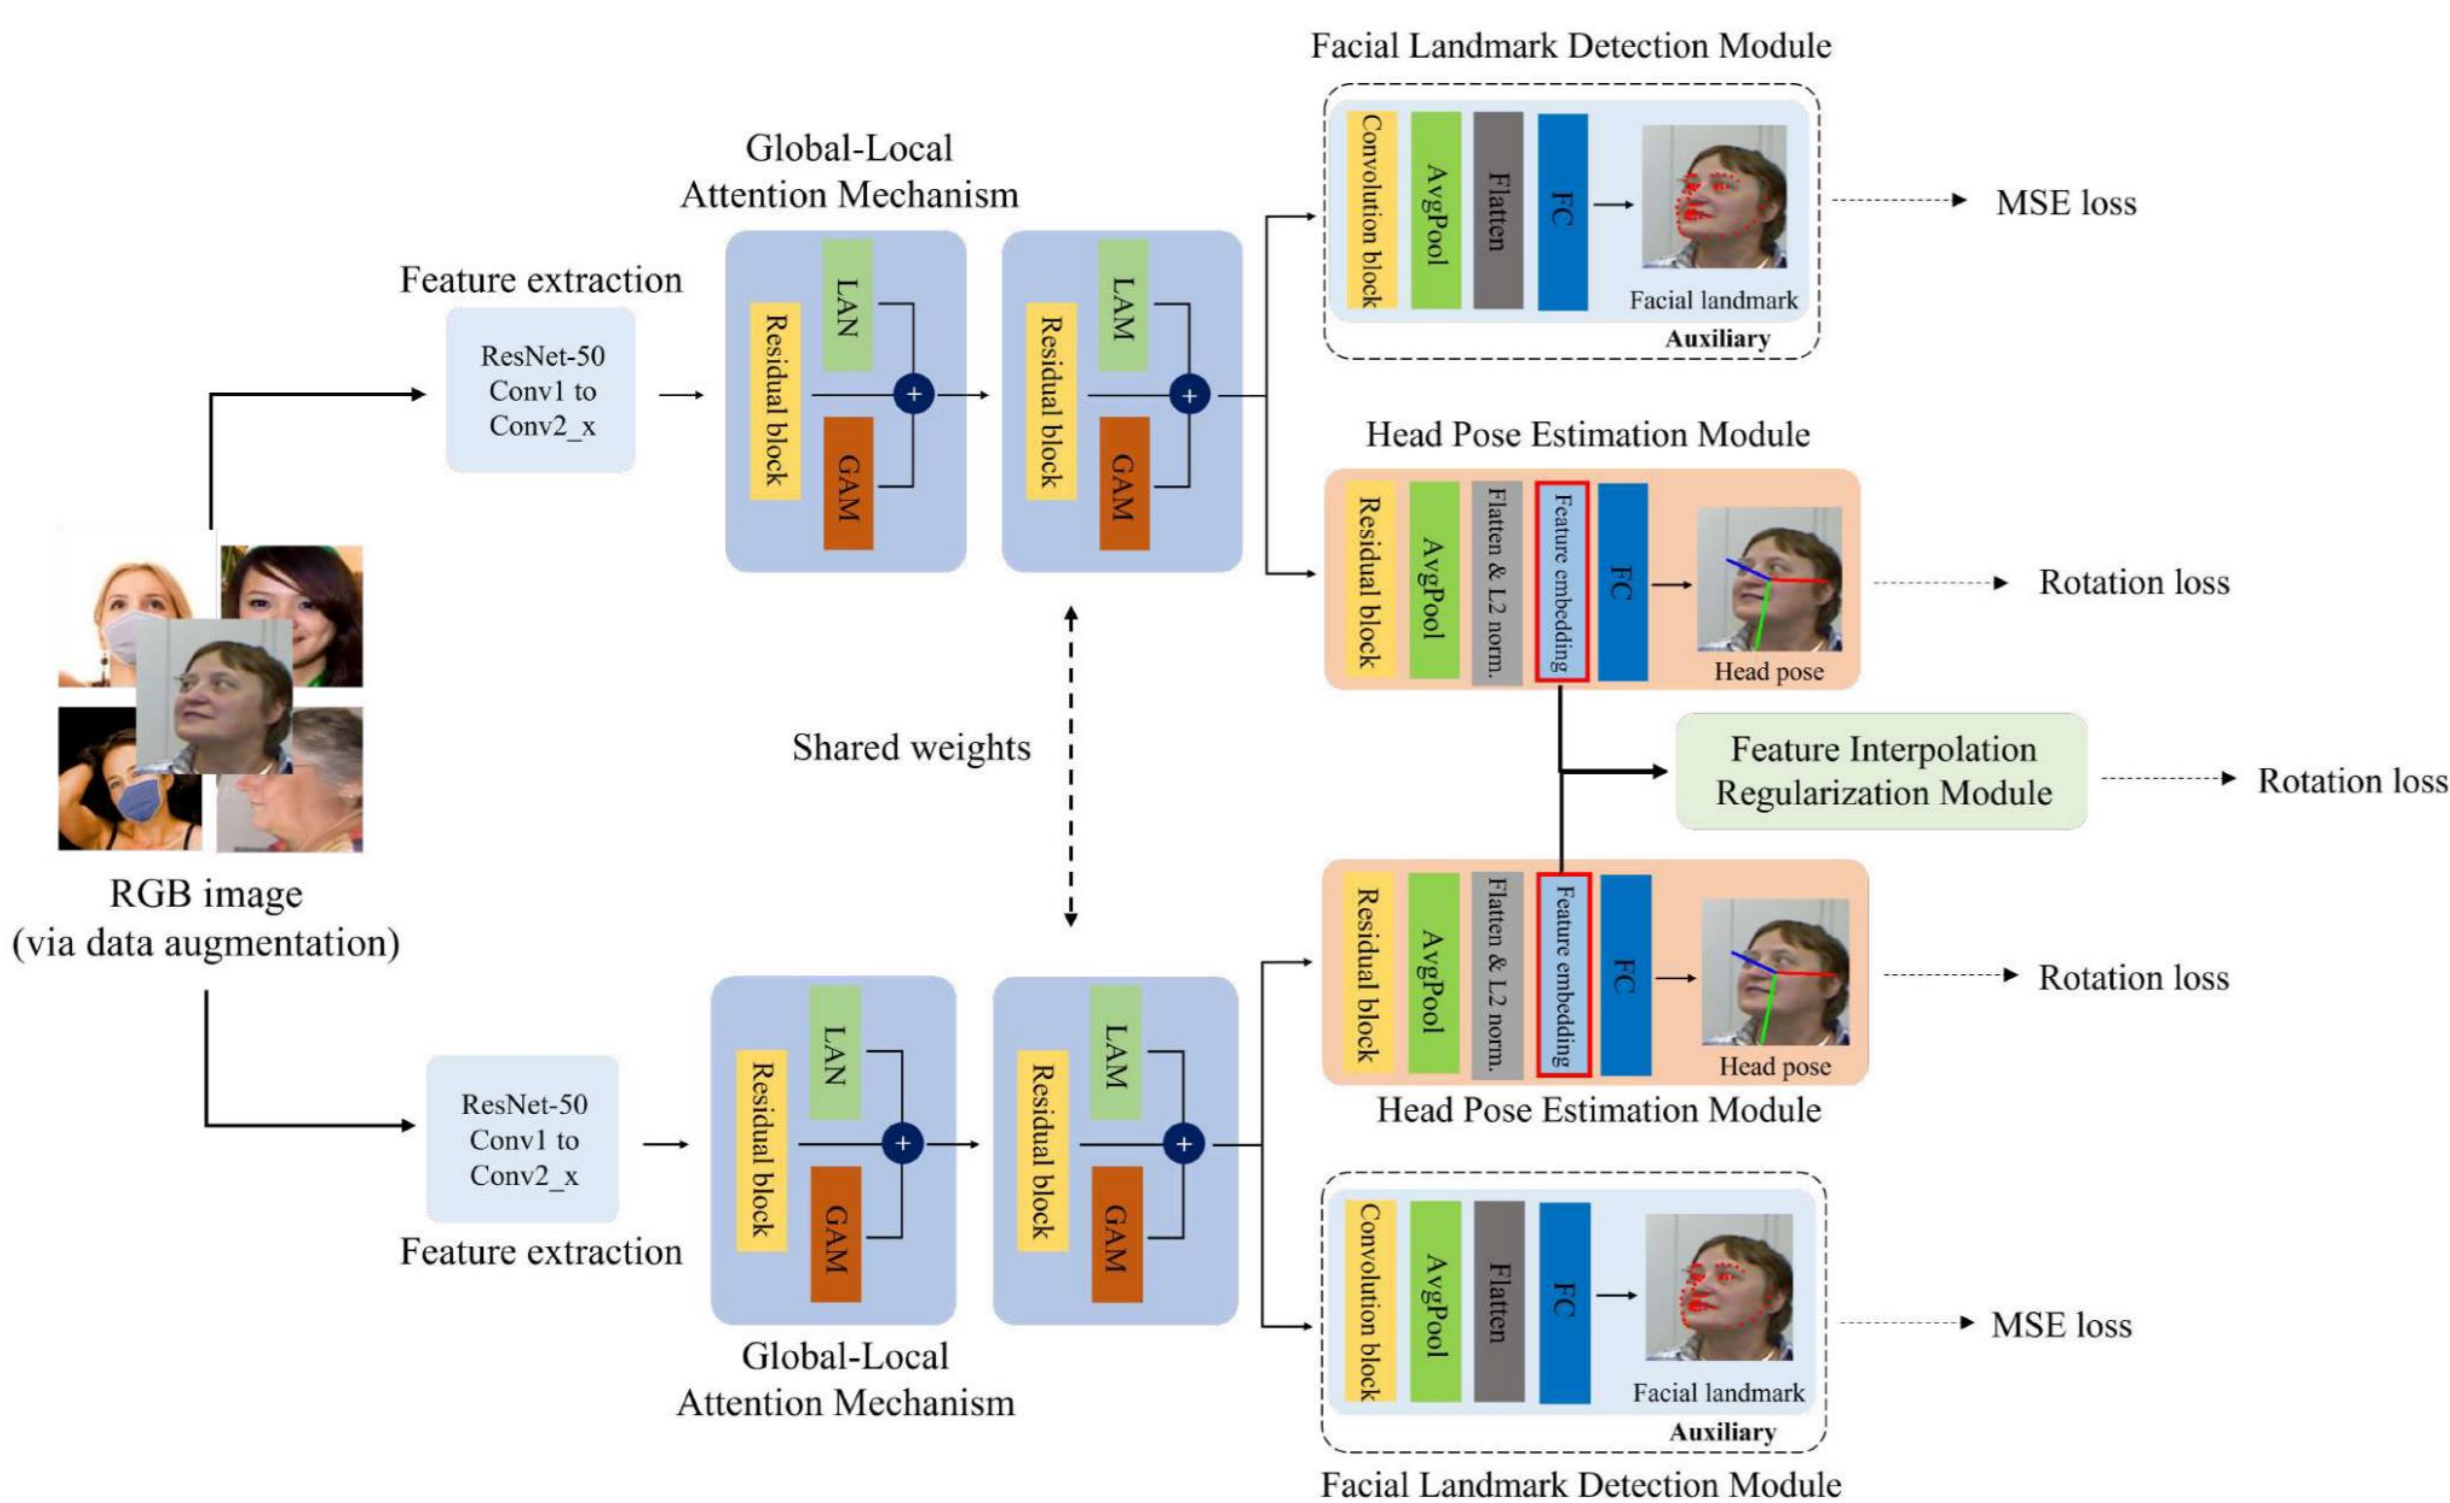 Facial Landmark Detection Module
Convolution block
AvgPool
Flatten
FC
Facial landmark
Auxiliary
MSE loss
Global-Local
Attention Mechanism
Feature extraction
ResNet-50
Conv1 to
Conv2_x
Residual block
LAN
GAM
+
Residual block
LAM
GAM
+
Head Pose Estimation Module
Residual block
AvgPool
Flatten & L2 norm.
Feature embedding
FC
Head pose
Rotation loss
Shared weights
Feature Interpolation
Regularization Module
Rotation loss
RGB image
(via data augmentation)
Residual block
AvgPool
Flatten & L2 norm.
Feature embedding
FC
Head pose
Rotation loss
Head Pose Estimation Module
ResNet-50
Conv1 to
Conv2_x
Feature extraction
Residual block
LAN
GAM
+
Residual block
LAM
GAM
+
Global-Local
Attention Mechanism
Convolution block
AvgPool
Flatten
FC
Facial landmark
Auxiliary
MSE loss
Facial Landmark Detection Module